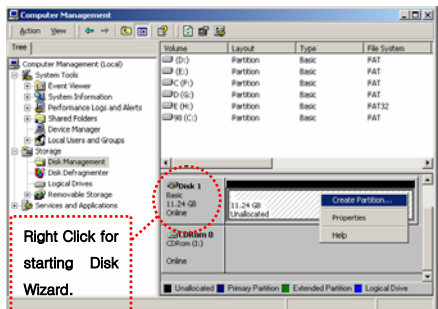 Computer Management
Action View
Tree
Computer Management (Local)
System Tools
Event Viewer
System Information
Performance Logs and Alerts
Shared Folders
Device Manager
Local Users and Groups
Storage
Disk Management
Disk Defragmenter
Logical Drives
Removable Storage
Services and Applications
Volume Layout Type File System
(D:) Partition Basic FAT
(E:) Partition Basic FAT
C (F:) Partition Basic FAT
D (G:) Partition Basic FAT
E (H:) Partition Basic FAT32
98 (C:) Partition Basic FAT
Disk 1
Basic
11.24 GB
Online
11.24 GB
Unallocated
Create Partition...
Properties
Help
CDRom 0
CDRom (I:)
Online
Unallocated Primary Partition Extended Partition Logical Drive
Right Click for
starting Disk
Wizard.